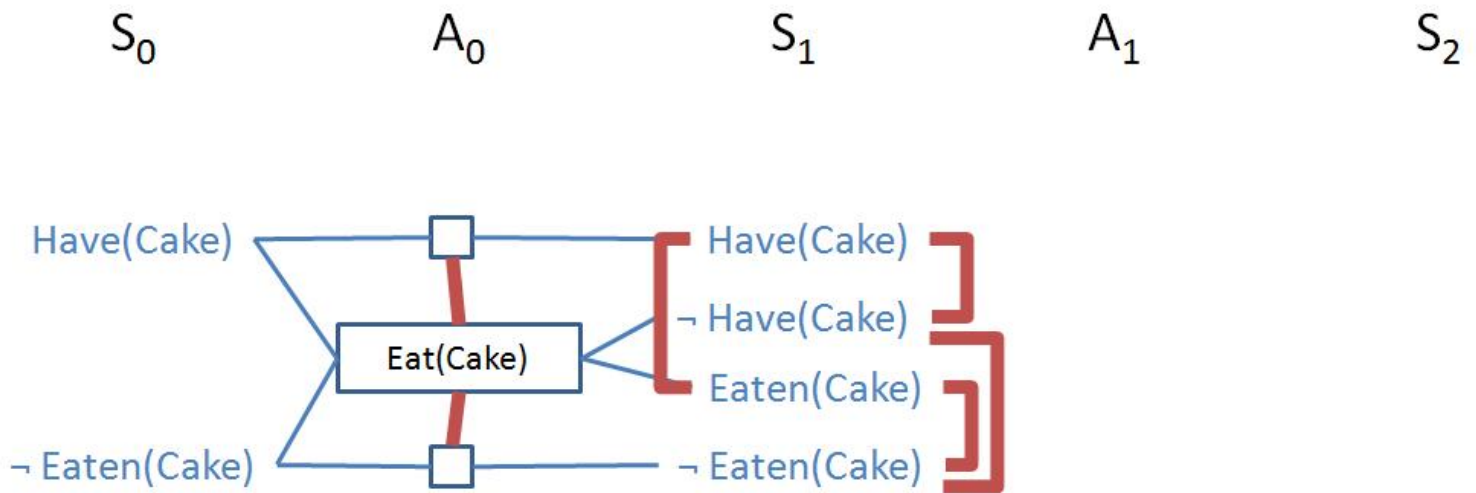 S₀ A₀ S₁ A₁ S₂
Have(Cake) Have(Cake)
¬ Have(Cake)
Eat(Cake)
Eaten(Cake)
¬ Eaten(Cake) ¬ Eaten(Cake)